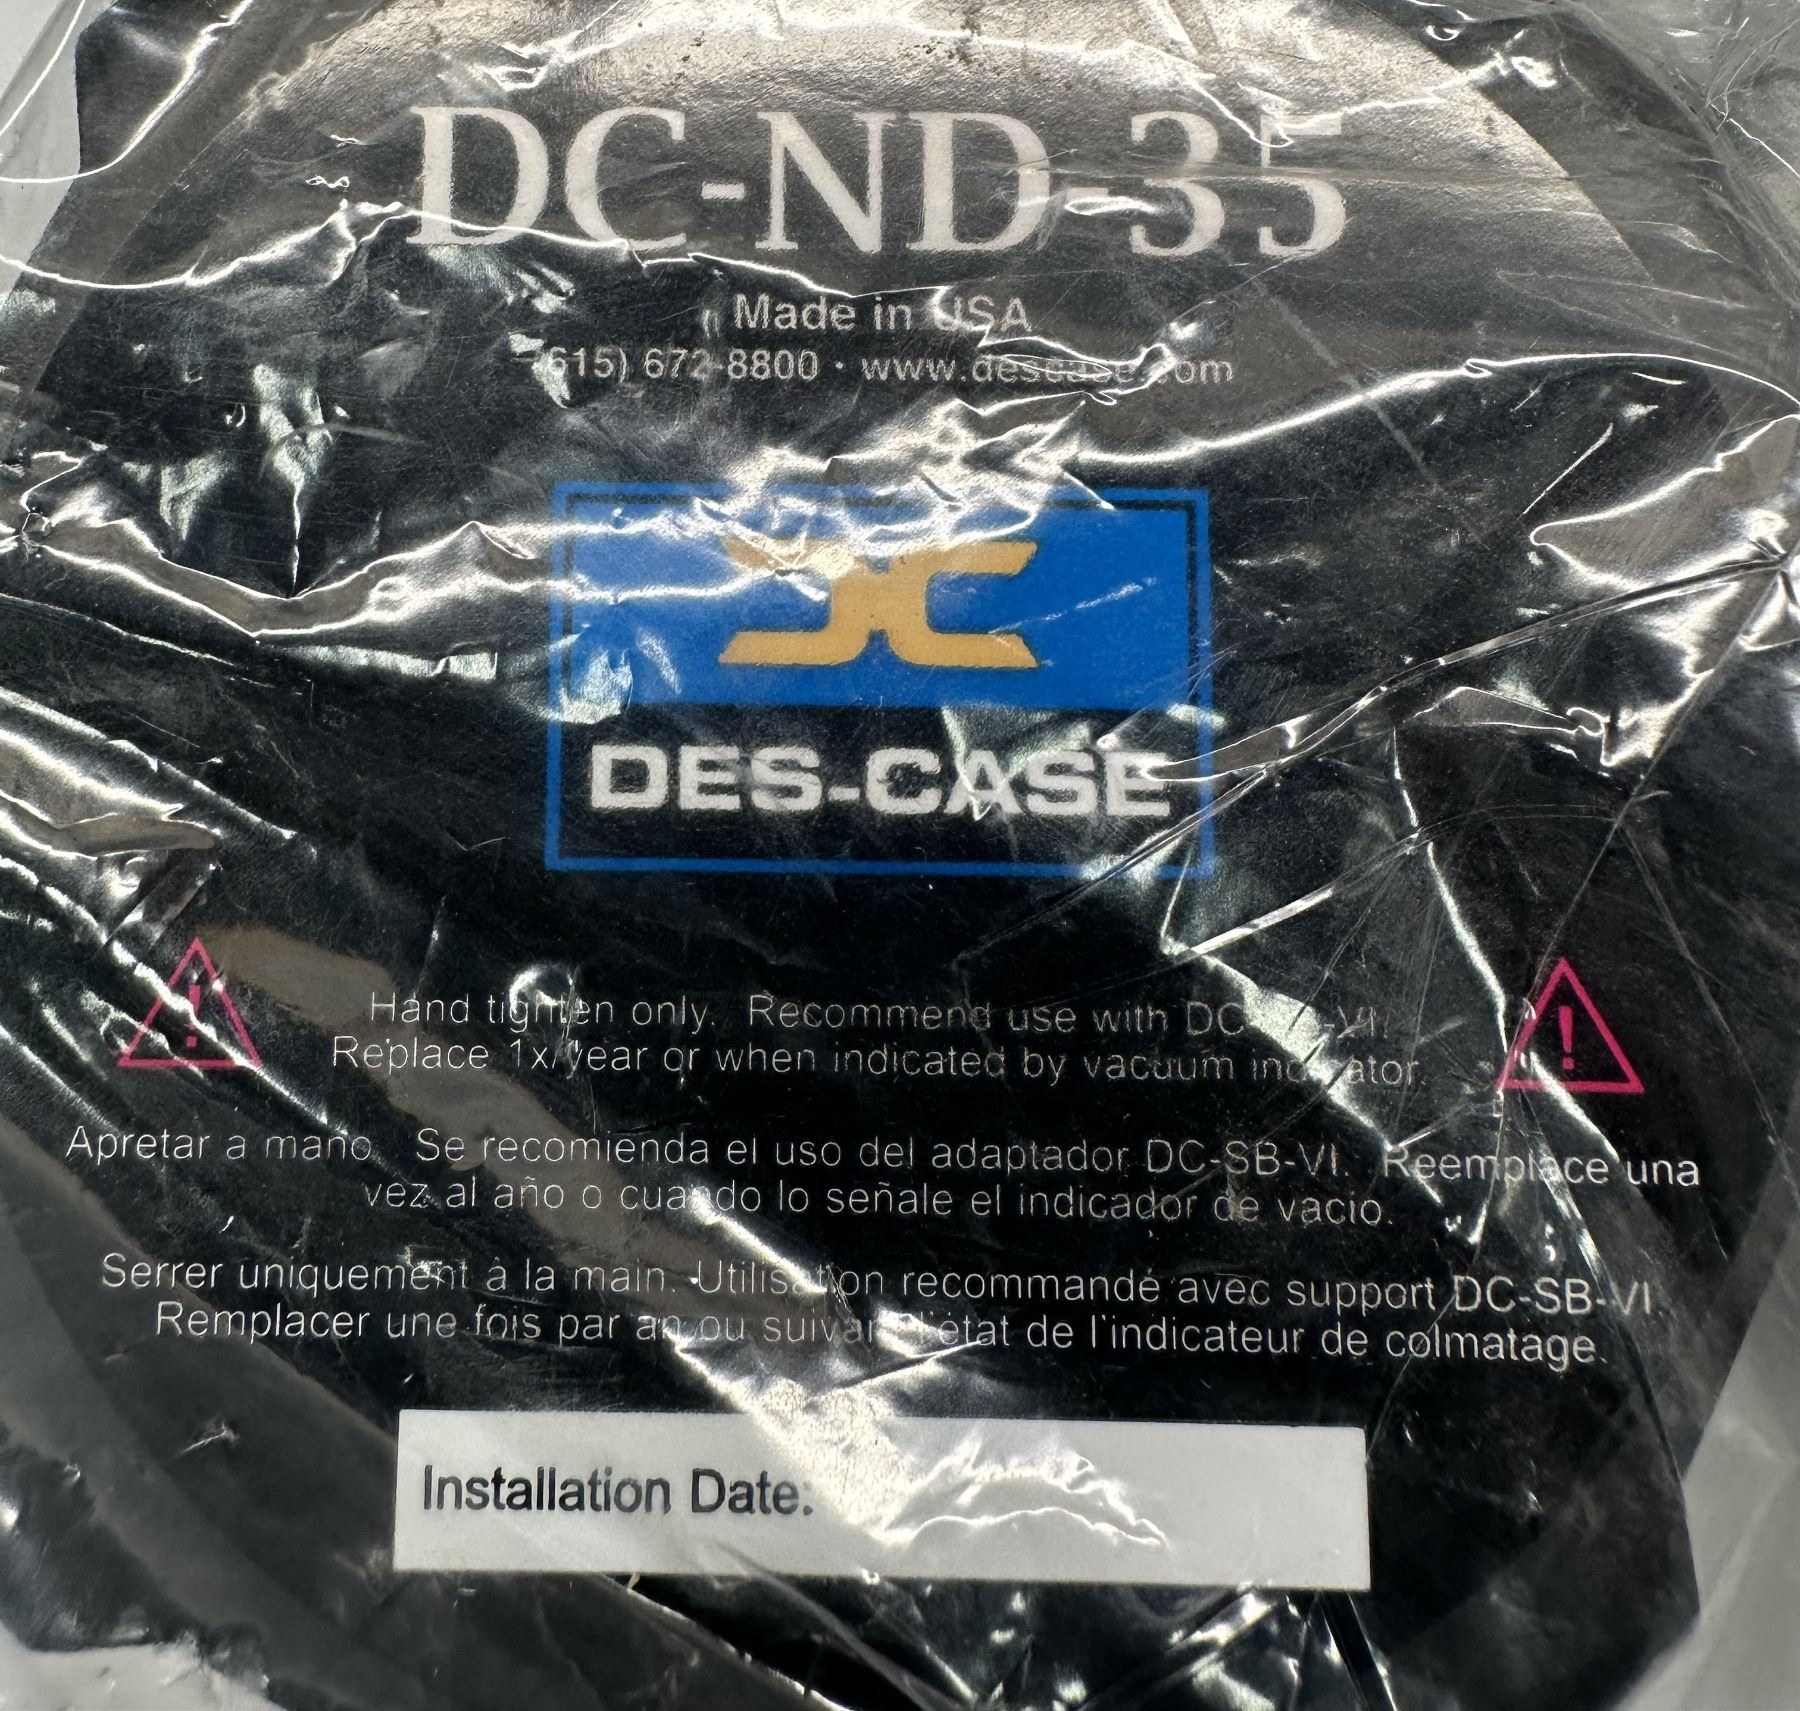 DC-ND-35
Made in USA
(615) 672-8800 · www.descase.com
DES-CASE
Hand tighten only. Recommend use with DC-SB-VI.
Replace 1x/year or when indicated by vacuum indicator.
Apretar a mano. Se recomienda el uso del adaptador DC-SB-VI. Reemplace una
vez al año o cuando lo señale el indicador de vacio.
Serrer uniquement à la main. Utilisation recommandé avec support DC-SB-VI
Remplacer une fois par an ou suivant l'état de l'indicateur de colmatage.
Installation Date: